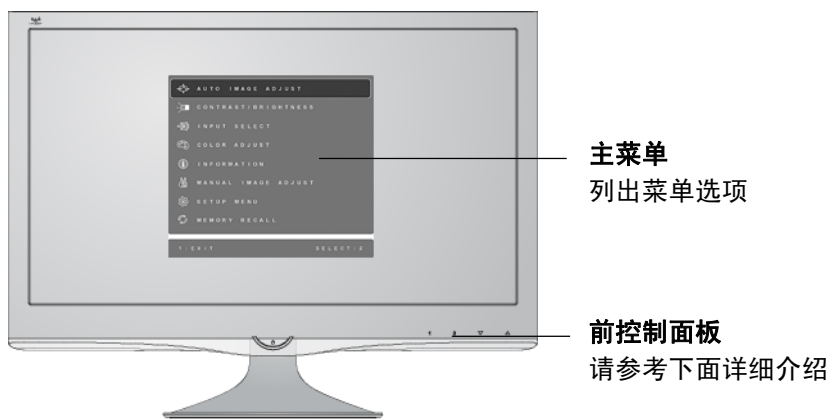 AUTO IMAGE ADJUST
CONTRAST/BRIGHTNESS
INPUT SELECT
COLOR ADJUST
INFORMATION
MANUAL IMAGE ADJUST
SETUP MENU
MEMORY RECALL
1:EXIT SELECT:2
主菜单
列出菜单选项
前控制面板
请参考下面详细介绍